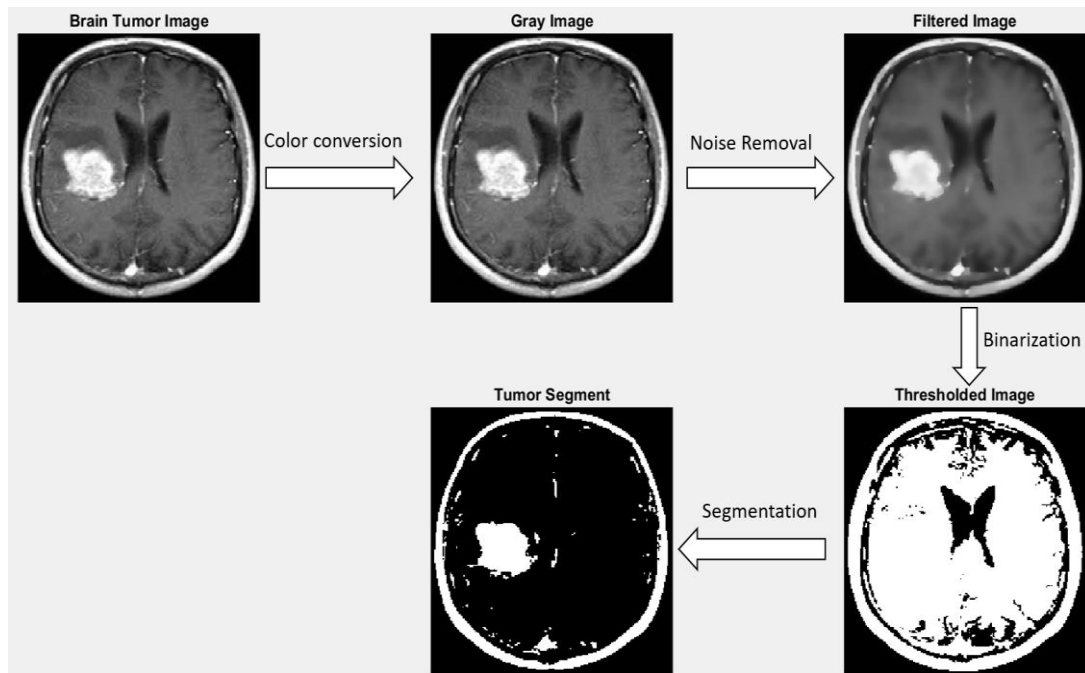 Brain Tumor Image
Gray Image
Filtered Image
Color conversion
Noise Removal
Binarization
Tumor Segment
Thresholded Image
Segmentation